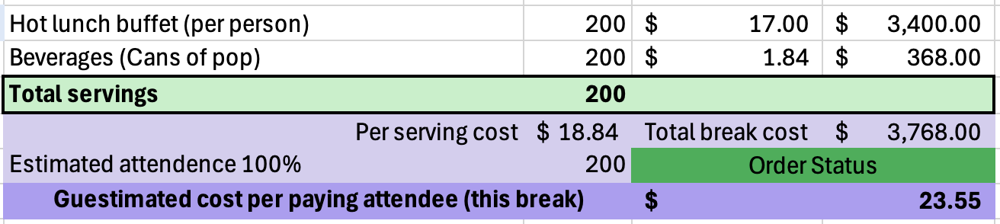 Hot lunch buffet (per person) 200 $ 17.00 $ 3,400.00
Beverages (Cans of pop) 200 $ 1.84 $ 368.00
Total servings 200
Per serving cost $ 18.84 Total break cost $ 3,768.00
Estimated attendence 100% 200 Order Status
Guestimated cost per paying attendee (this break) $ 23.55